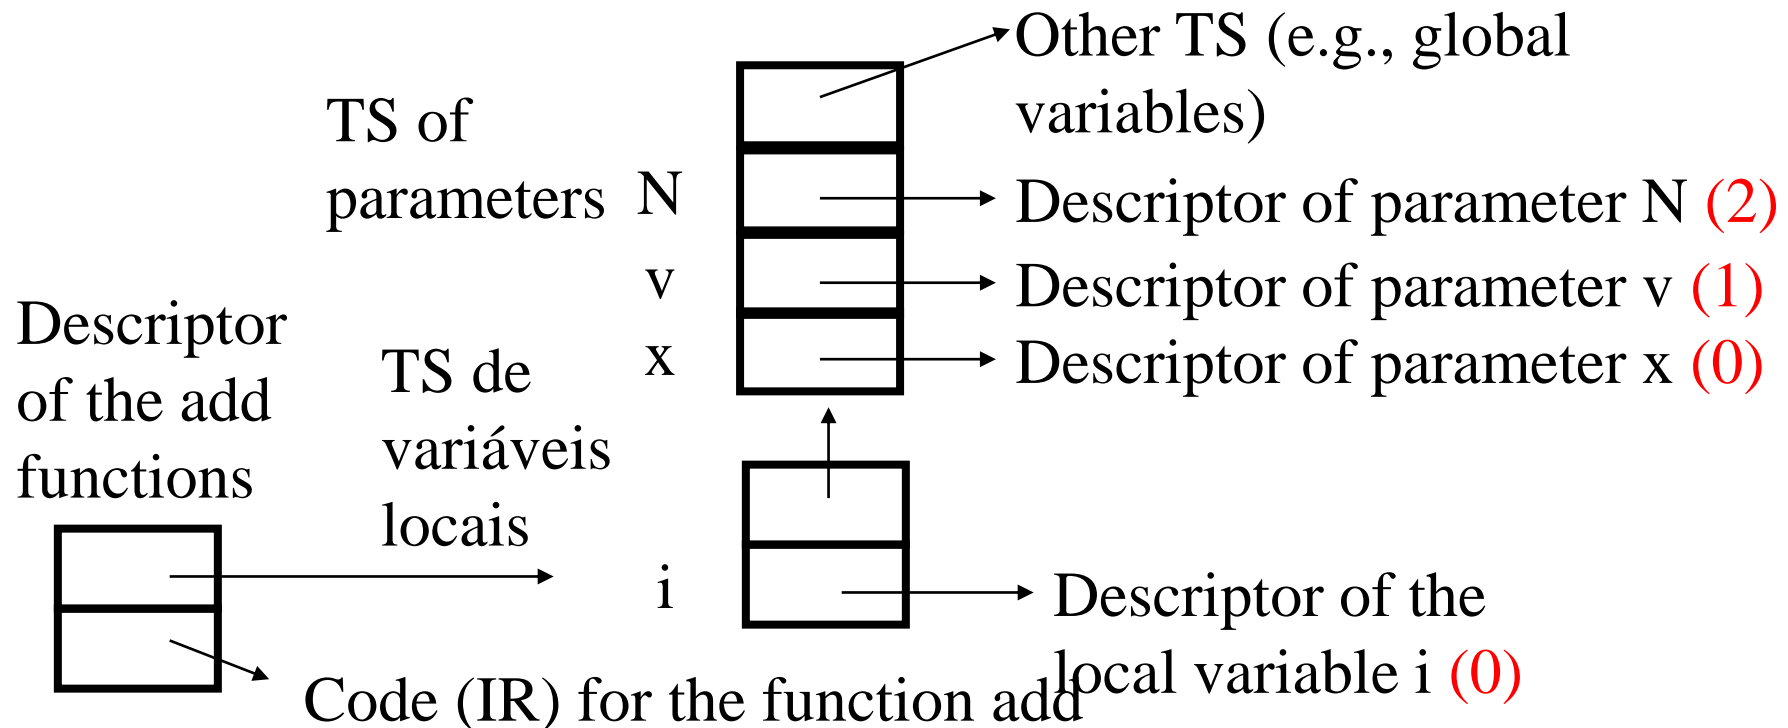 Other TS (e.g., global
variables)
TS of
parameters
N
Descriptor of parameter N (2)
v
Descriptor of parameter v (1)
x
Descriptor of parameter x (0)
Descriptor
of the add
functions
TS de
variáveis
locais
i
Descriptor of the
local variable i (0)
Code (IR) for the function add